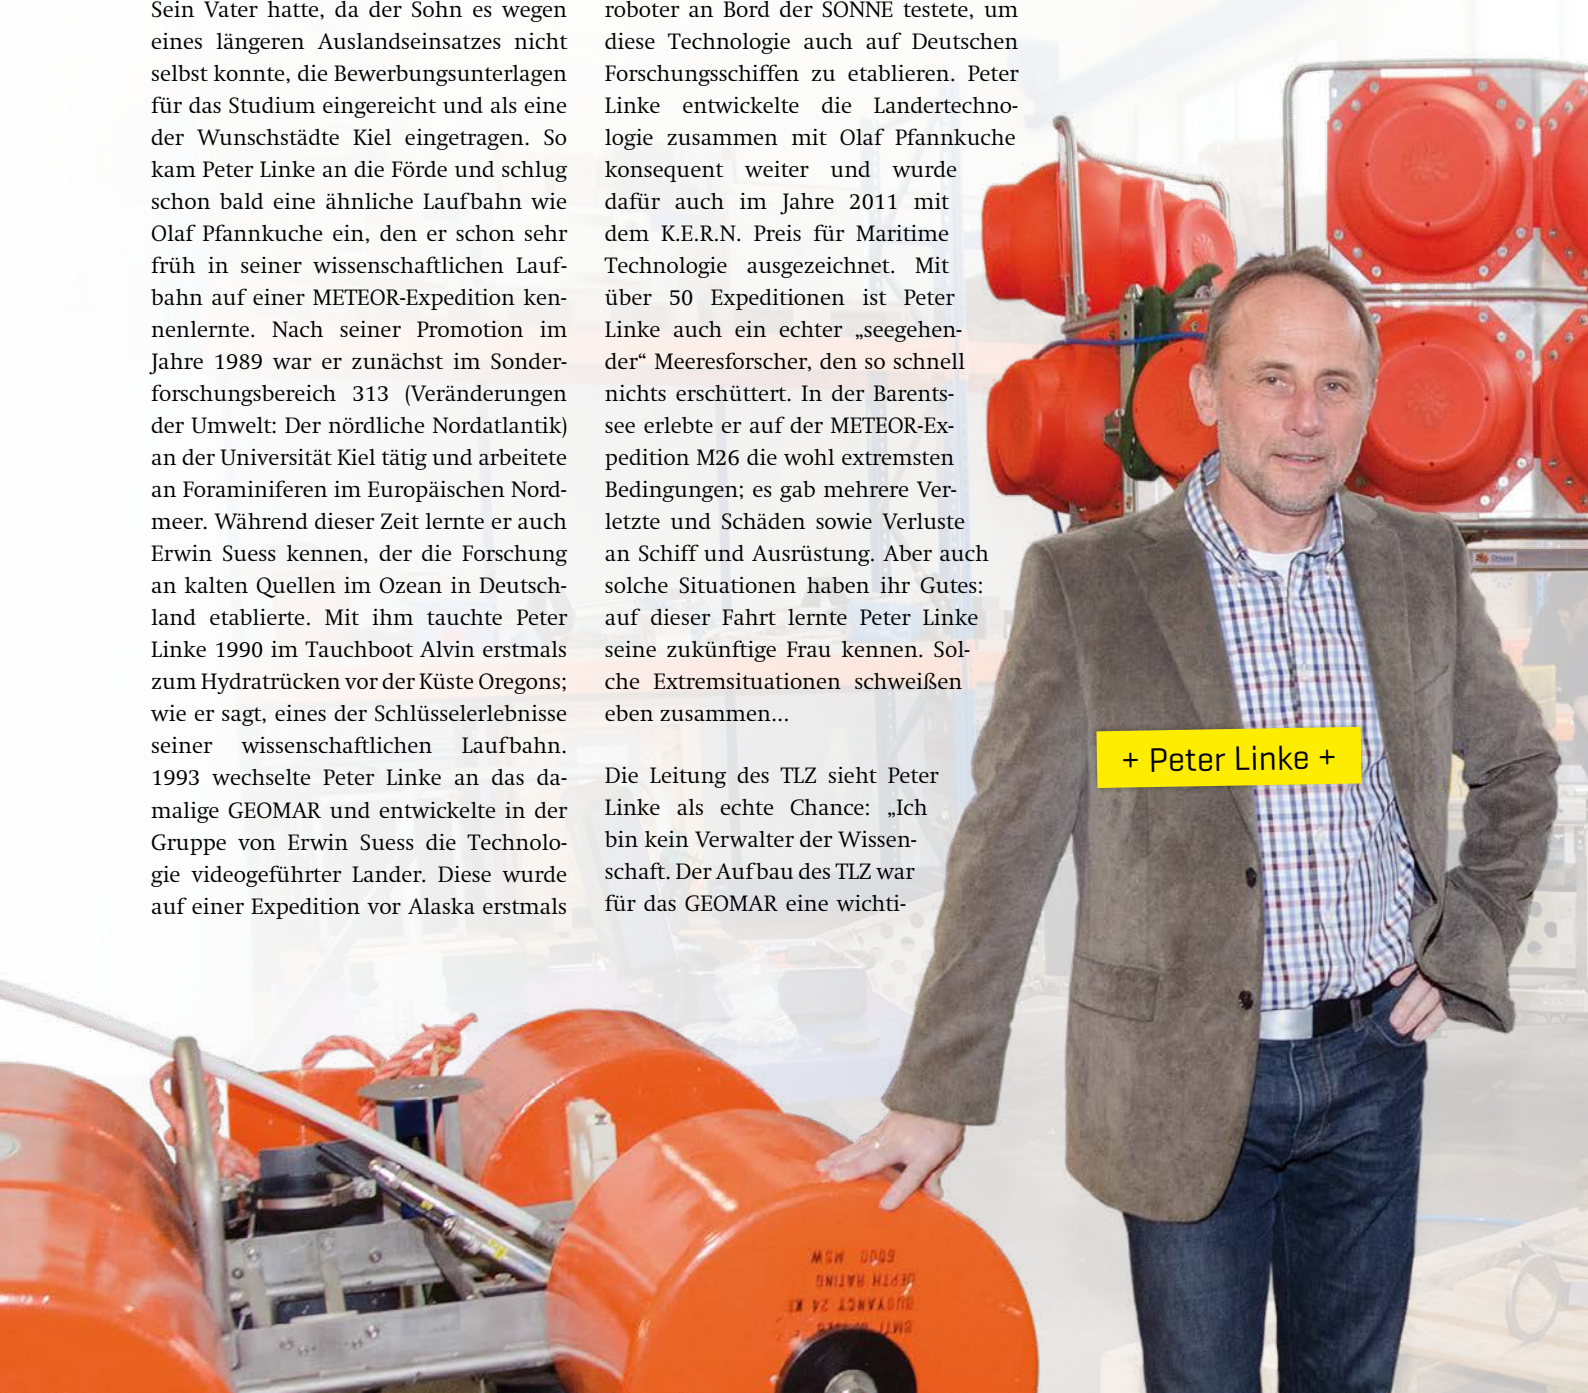 Sein Vater hatte, da der Sohn es wegen
eines längeren Auslandseinsatzes nicht
selbst konnte, die Bewerbungsunterlagen
für das Studium eingereicht und als eine
der Wunschstädte Kiel eingetragen. So
kam Peter Linke an die Förde und schlug
schon bald eine ähnliche Laufbahn wie
Olaf Pfannkuche ein, den er schon sehr
früh in seiner wissenschaftlichen Lauf-
bahn auf einer METEOR-Expedition ken-
nenlernte. Nach seiner Promotion im
Jahre 1989 war er zunächst im Sonder-
forschungsbereich 313 (Veränderungen
der Umwelt: Der nördliche Nordatlantik)
an der Universität Kiel tätig und arbeitete
an Foraminiferen im Europäischen Nord-
meer. Während dieser Zeit lernte er auch
Erwin Suess kennen, der die Forschung
an kalten Quellen im Ozean in Deutsch-
land etablierte. Mit ihm tauchte Peter
Linke 1990 im Tauchboot Alvin erstmals
zum Hydratrücken vor der Küste Oregons;
wie er sagt, eines der Schlüsselerlebnisse
seiner wissenschaftlichen Laufbahn.
1993 wechselte Peter Linke an das da-
malige GEOMAR und entwickelte in der
Gruppe von Erwin Suess die Technolo-
gie videogeführter Lander. Diese wurde
auf einer Expedition vor Alaska erstmals
roboter an Bord der SONNE testete, um
diese Technologie auch auf Deutschen
Forschungsschiffen zu etablieren. Peter
Linke entwickelte die Landertechno-
logie zusammen mit Olaf Pfannkuche
konsequent weiter und wurde
dafür auch im Jahre 2011 mit
dem K.E.R.N. Preis für Maritime
Technologie ausgezeichnet. Mit
über 50 Expeditionen ist Peter
Linke auch ein echter „seegehen-
der“ Meeresforscher, den so schnell
nichts erschüttert. In der Barents-
see erlebte er auf der METEOR-Ex-
pedition M26 die wohl extremsten
Bedingungen; es gab mehrere Ver-
letzte und Schäden sowie Verluste
an Schiff und Ausrüstung. Aber auch
solche Situationen haben ihr Gutes:
auf dieser Fahrt lernte Peter Linke
seine zukünftige Frau kennen. Sol-
che Extremsituationen schweißen
eben zusammen...
Die Leitung des TLZ sieht Peter
Linke als echte Chance: „Ich
bin kein Verwalter der Wissen-
schaft. Der Aufbau des TLZ war
für das GEOMAR eine wichti-
+ Peter Linke +
BUOYANCY 24
DEPTH RATING
6000 MSW